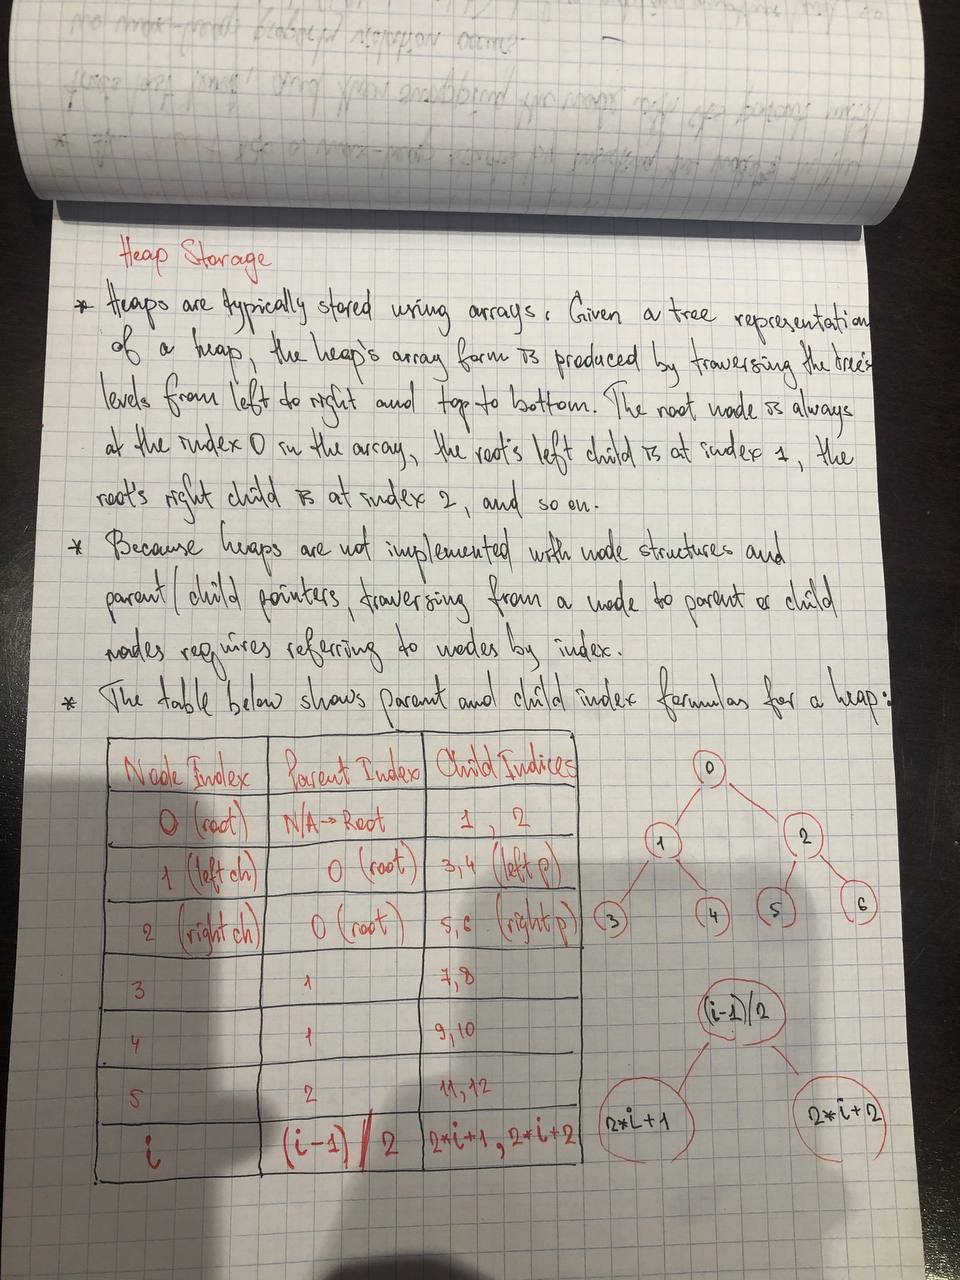 no max-heap property violation occurs.
Heap Storage
* Heaps are typically stored using arrays. Given a tree representation
of a heap, the heap's array form is produced by traversing the tree's
levels from left to right and top to bottom. The root node is always
at the index 0 in the array, the root's left child is at index 1, the
root's right child is at index 2, and so on.
* Because heaps are not implemented with node structures and
parent/child pointers, traversing from a node to parent or child
nodes requires referring to nodes by index.
* The table below shows parent and child index formulas for a heap:
Node Index Parent Index Child Indices
0 (root) N/A→Root 1, 2
1 (left ch) 0 (root) 3,4 (left p)
2 (right ch) 0 (root) 5,6 (right p)
3 1 7,8
4 1 9,10
5 2 11,12
i (i-1)//2 2*i+1, 2*i+2
0
1 2
3 4 5 6
(i-1)/2
2*i+1 2*i+2